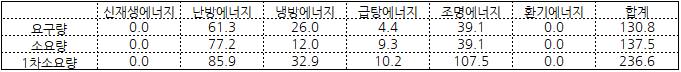 신재생에너지 난방에너지 냉방에너지 급탕에너지 조명에너지 환기에너지 합계
요구량 0.0 61.3 26.0 4.4 39.1 0.0 130.8
소요량 0.0 77.2 12.0 9.3 39.1 0.0 137.5
1차소요량 0.0 85.9 32.9 10.2 107.5 0.0 236.6